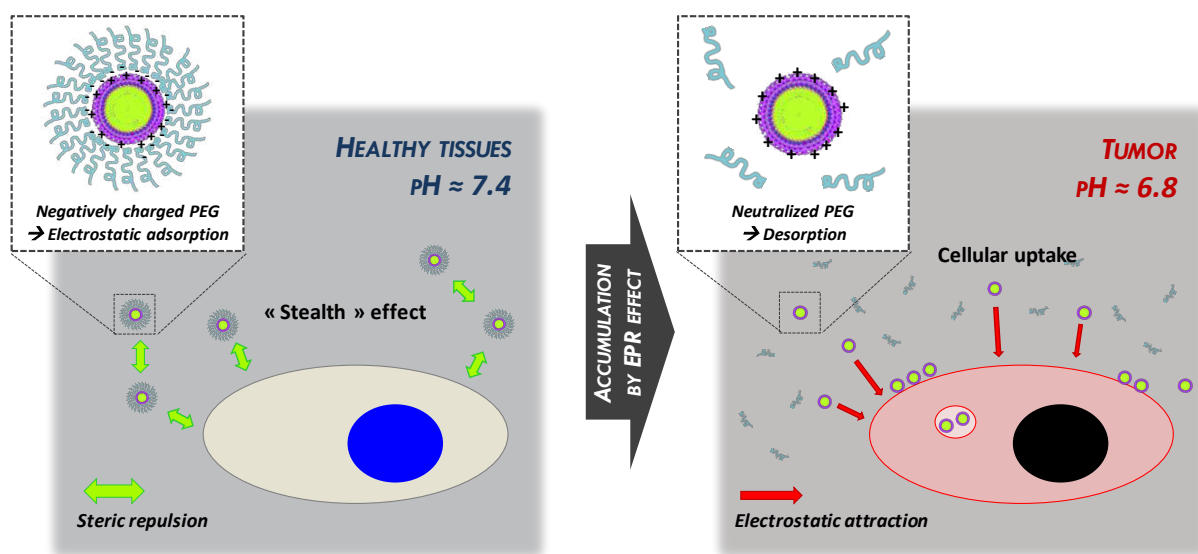 HEALTHY TISSUES
PH ≈ 7.4
Negatively charged PEG
→ Electrostatic adsorption
« Stealth » effect
Steric repulsion
ACCUMULATION
BY EPR EFFECT
TUMOR
PH ≈ 6.8
Neutralized PEG
→ Desorption
Cellular uptake
Electrostatic attraction